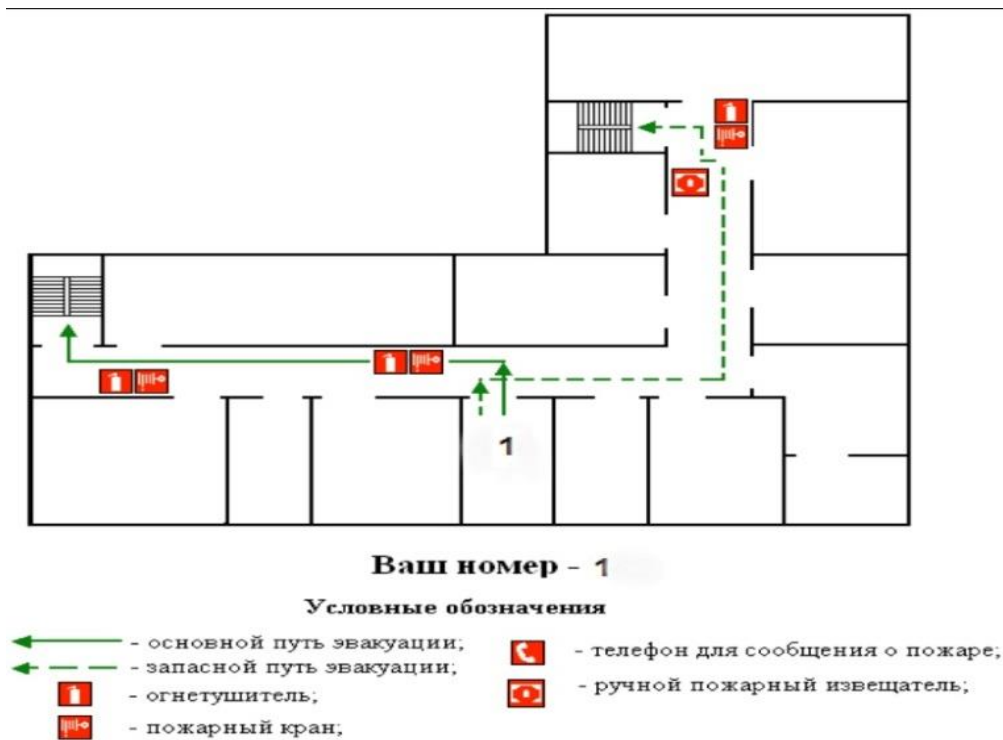 1
Ваш номер - 1
Условные обозначения
- основной путь эвакуации;
- запасной путь эвакуации;
- огнетушитель;
- пожарный кран;
- телефон для сообщения о пожаре;
- ручной пожарный извещатель;